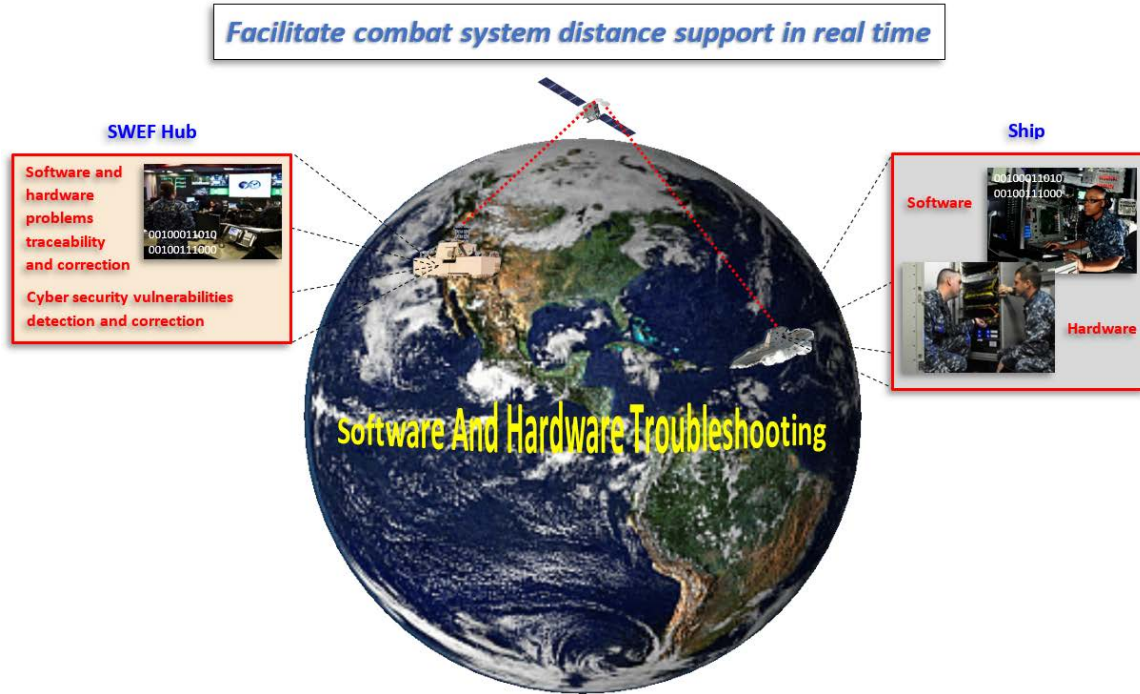 Facilitate combat system distance support in real time
SWEF Hub
Software and
hardware
problems
traceability
and correction
00100011010
00100111000
Cyber security vulnerabilities
detection and correction
Ship
Software
00100011010
00100111000
Hardware
Software And Hardware Troubleshooting